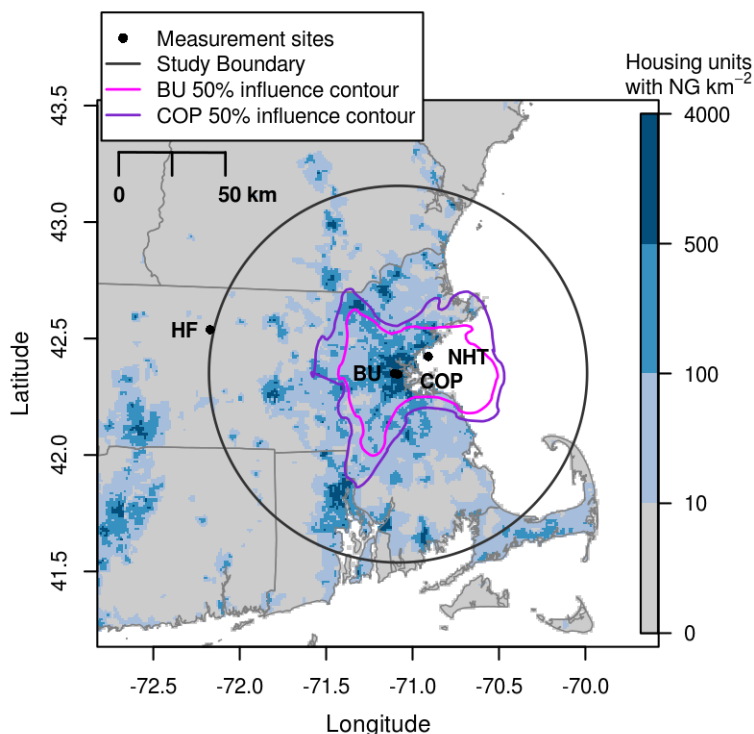 Measurement sites
Study Boundary
BU 50% influence contour
COP 50% influence contour
Housing units
with NG km⁻²
4000
500
100
10
0
0 50 km
43.5
43.0
42.5
42.0
41.5
Latitude
HF
NHT
BU
COP
-72.5 -72.0 -71.5 -71.0 -70.5 -70.0
Longitude